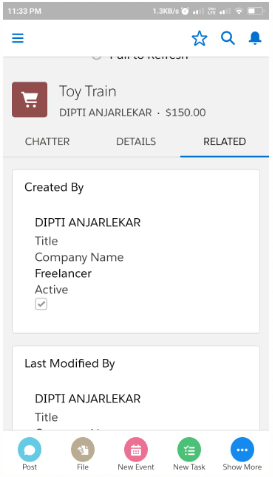 11:33 PM 1.3KB/s
Pull to Refresh
Toy Train
DIPTI ANJARLEKAR · $150.00
CHATTER DETAILS RELATED
Created By
DIPTI ANJARLEKAR
Title
Company Name
Freelancer
Active
Last Modified By
DIPTI ANJARLEKAR
Title
Post File New Event New Task Show More